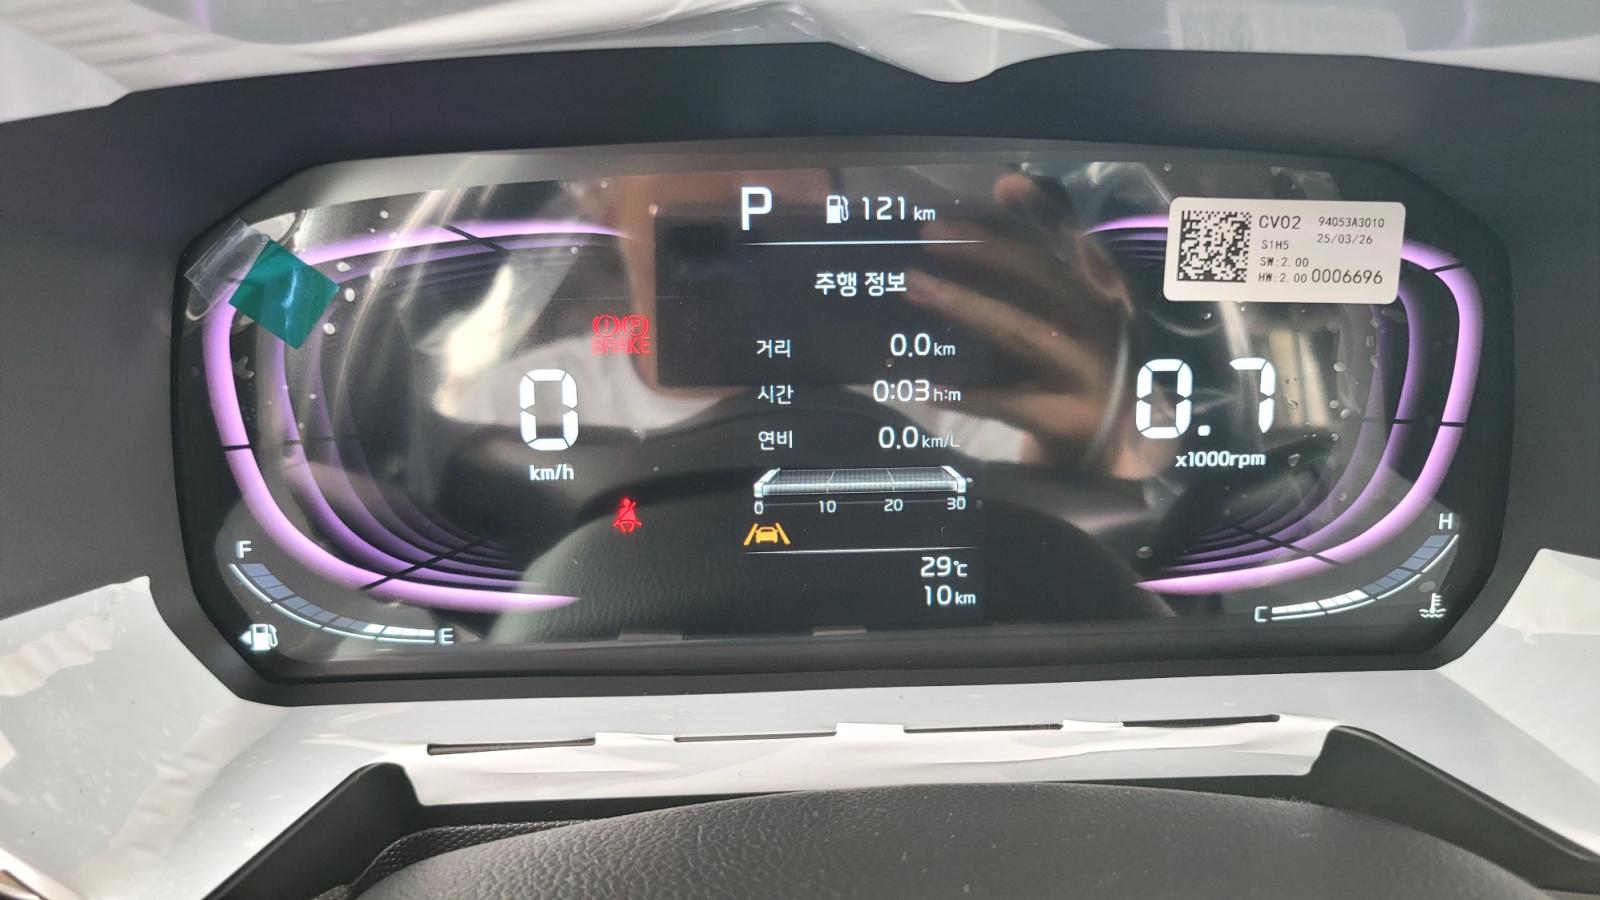 P 121 km
CV02 94053A3010
S1H5 25/03/26
SW:2.00
HW:2.00 0006696
주행 정보
BRAKE
거리 0.0 km
시간 0:03 h:m
연비 0.0 km/L
0 10 20 30
0
km/h
0.7
x1000rpm
29℃
10 km
F
E
H
C